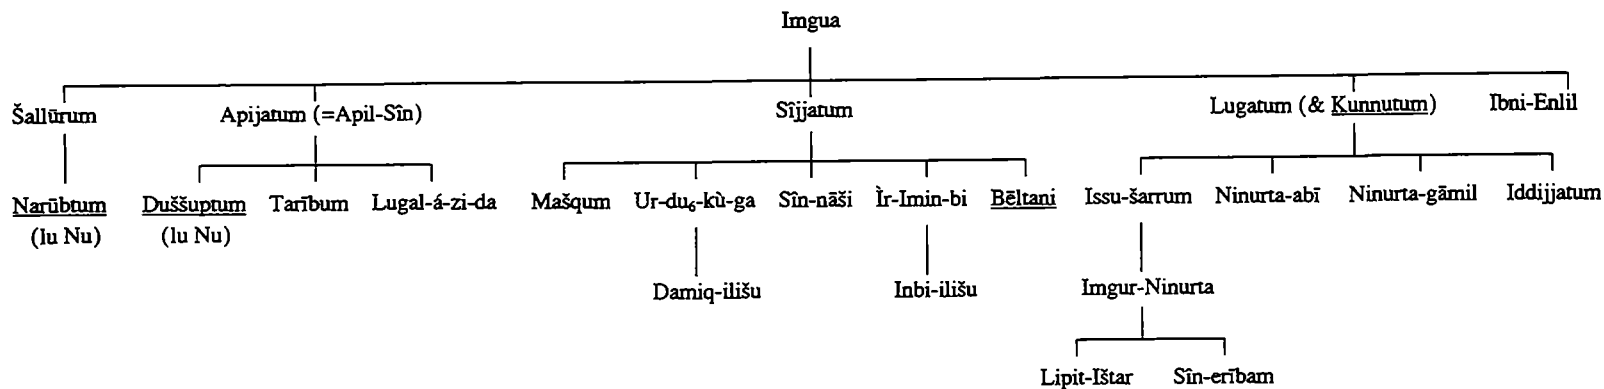 Imgua
Šallūrum Apijatum (=Apil-Sîn) Sîjjatum Lugatum (& Kunnutum) Ibni-Enlil
Narūbtum Duššuptum Tarībum Lugal-á-zi-da Mašqum Ur-du₆-kù-ga Sîn-nāši Ìr-Imin-bi Bēltani Issu-šarrum Ninurta-abī Ninurta-gāmil Iddijjatum
(lu Nu) (lu Nu)
Damiq-ilišu Inbi-ilišu Imgur-Ninurta
Lipit-Ištar Sîn-erībam